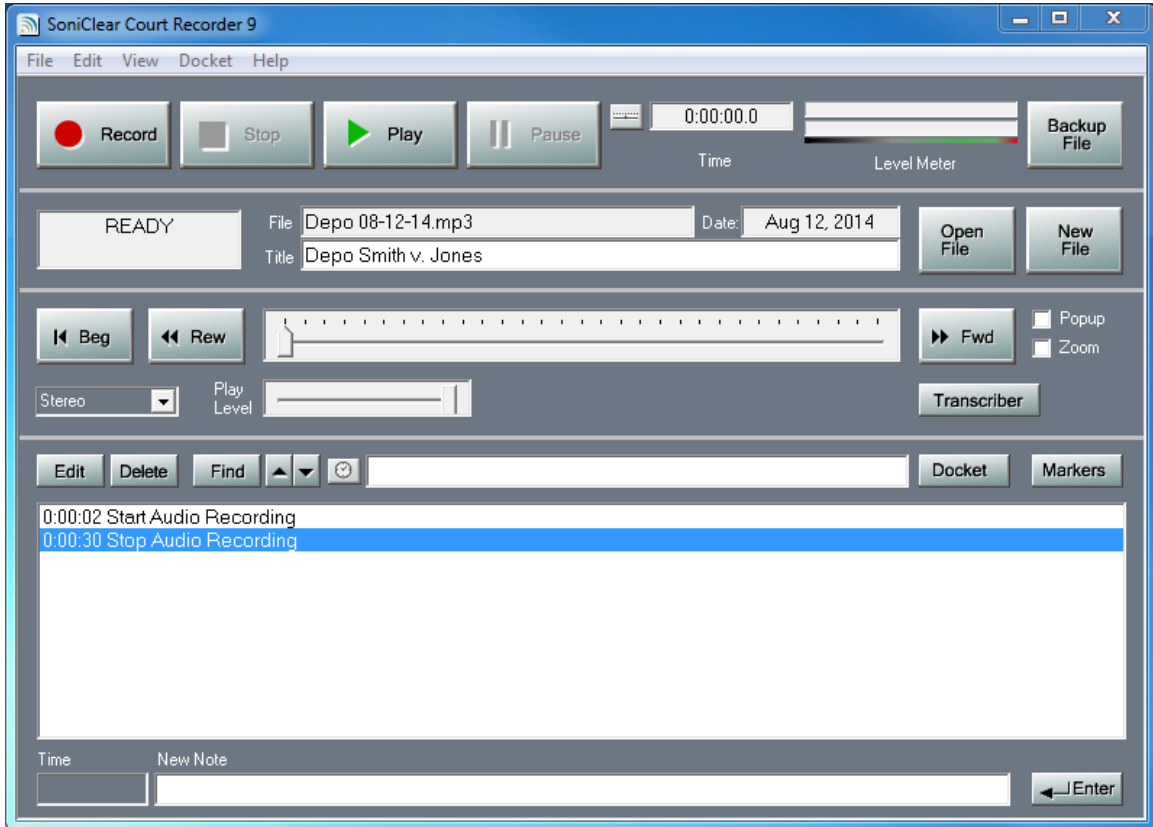 SoniClear Court Recorder 9
File Edit View Docket Help
Record Stop Play Pause 0:00:00.0 Backup File
Time Level Meter
READY File Depo 08-12-14.mp3 Date: Aug 12, 2014 Open File New File
Title Depo Smith v. Jones
Beg Rew Fwd Popup
Zoom
Stereo Play Level Transcriber
Edit Delete Find Docket Markers
0:00:02 Start Audio Recording
0:00:30 Stop Audio Recording
Time New Note
Enter